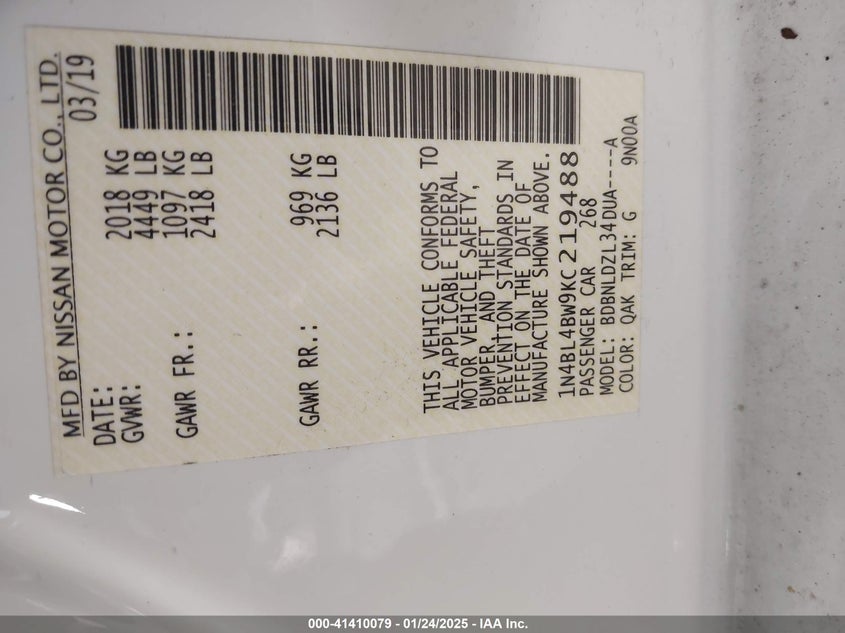 MFD BY NISSAN MOTOR CO., LTD.
DATE: 03/19
GVWR: 2018 KG
4449 LB
GAWR FR.: 1097 KG
2418 LB
GAWR RR.: 969 KG
2136 LB
THIS VEHICLE CONFORMS TO
ALL APPLICABLE FEDERAL
MOTOR VEHICLE SAFETY,
BUMPER, AND THEFT
PREVENTION STANDARDS IN
EFFECT ON THE DATE OF
MANUFACTURE SHOWN ABOVE.
1N4BL4BW9KC219488
PASSENGER CAR 268
MODEL: BDBNLDZL34DUA----A
COLOR: QAK TRIM: G 9N00A
000-41410079 - 01/24/2025 - IAA Inc.